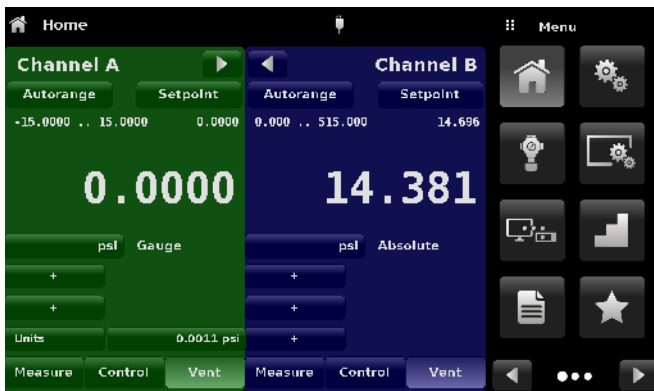 Home
Menu
Channel A
Channel B
Autorange Setpoint
Autorange Setpoint
-15.0000 .. 15.0000 0.0000
0.000 .. 515.000 14.696
0.0000
14.381
psi Gauge
psi Absolute
+
+
+
+
Units 0.0011 psi
+
Measure Control Vent
Measure Control Vent